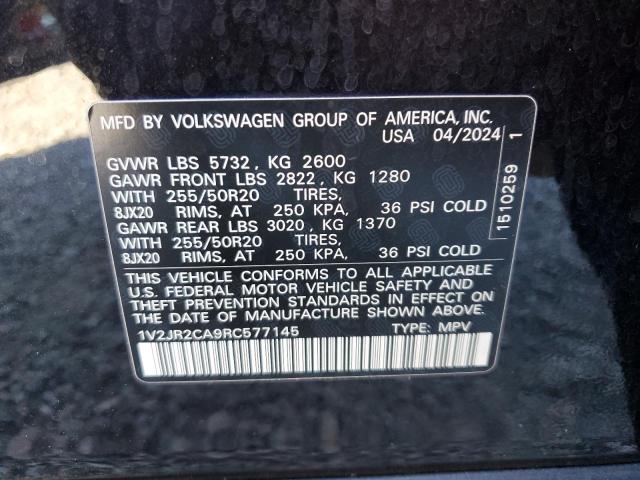 MFD BY VOLKSWAGEN GROUP OF AMERICA, INC.
USA 04/2024
GVWR LBS 5732, KG 2600
GAWR FRONT LBS 2822, KG 1280
WITH 255/50R20 TIRES,
8JX20 RIMS, AT 250 KPA, 36 PSI COLD
GAWR REAR LBS 3020, KG 1370
WITH 255/50R20 TIRES,
8JX20 RIMS, AT 250 KPA, 36 PSI COLD
THIS VEHICLE CONFORMS TO ALL APPLICABLE
U.S. FEDERAL MOTOR VEHICLE SAFETY AND
THEFT PREVENTION STANDARDS IN EFFECT ON
THE DATE OF MANUFACTURE SHOWN ABOVE.
1V2JR2CA9RC577145 TYPE: MPV
1510259 1